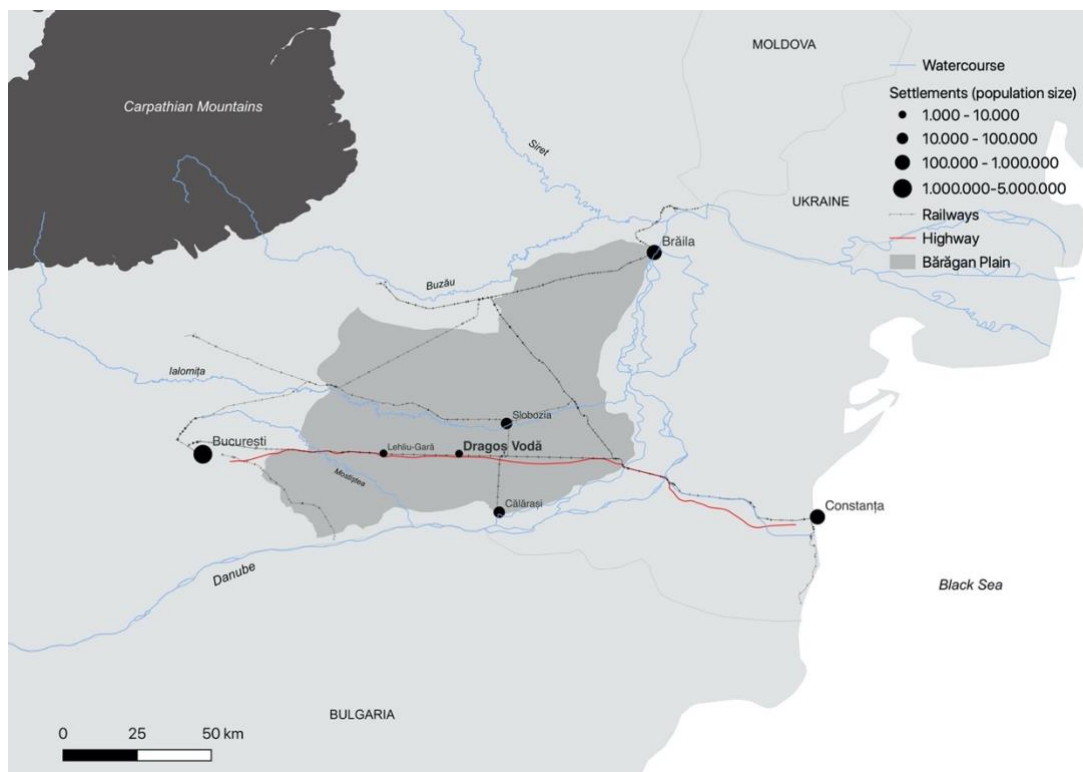 MOLDOVA
Carpathian Mountains
Siret
UKRAINE
Brăila
Buzău
Ialomița
București
Slobozia
Lehliu-Gară
Dragoș Vodă
Mostiștea
Călărași
Constanța
Danube
Black Sea
BULGARIA
0 25 50 km
Watercourse
Settlements (population size)
1.000 - 10.000
10.000 - 100.000
100.000 - 1.000.000
1.000.000-5.000.000
Railways
Highway
Bărăgan Plain